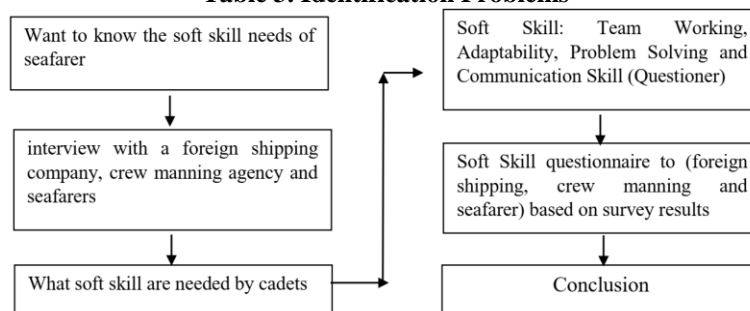 Table Identification Problems
Want to know the soft skill needs of
seafarer
interview with a foreign shipping
company, crew manning agency and
seafarers
What soft skill are needed by cadets
Soft Skill: Team Working,
Adaptability, Problem Solving and
Communication Skill (Questioner)
Soft Skill questionnaire to (foreign
shipping, crew manning and
seafarer) based on survey results
Conclusion